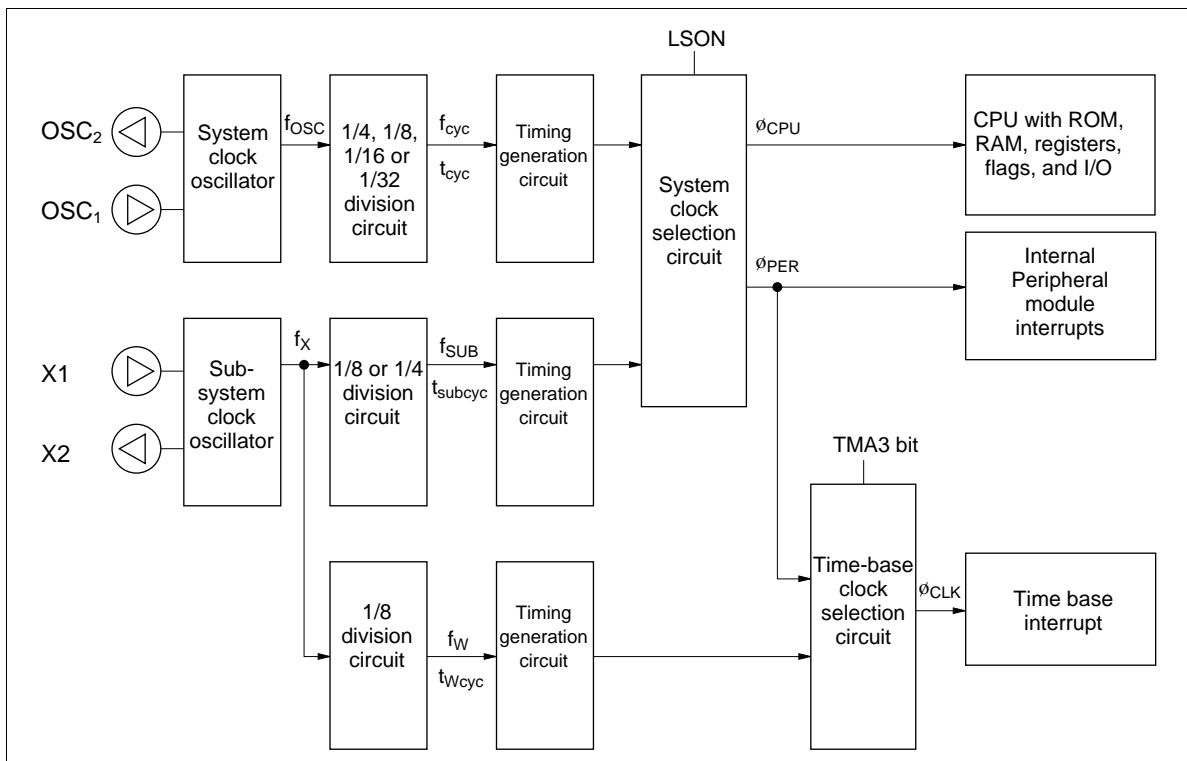 LSON
OSC2
OSC1
System
clock
oscillator
fOSC
1/4, 1/8,
1/16 or
1/32
division
circuit
fcyc
tcyc
Timing
generation
circuit
System
clock
selection
circuit
øCPU
CPU with ROM,
RAM, registers,
flags, and I/O
øPER
Internal
Peripheral
module
interrupts
X1
X2
Sub-
system
clock
oscillator
fX
1/8 or 1/4
division
circuit
fSUB
tsubcyc
Timing
generation
circuit
TMA3 bit
1/8
division
circuit
fW
tWcyc
Timing
generation
circuit
Time-base
clock
selection
circuit
øCLK
Time base
interrupt